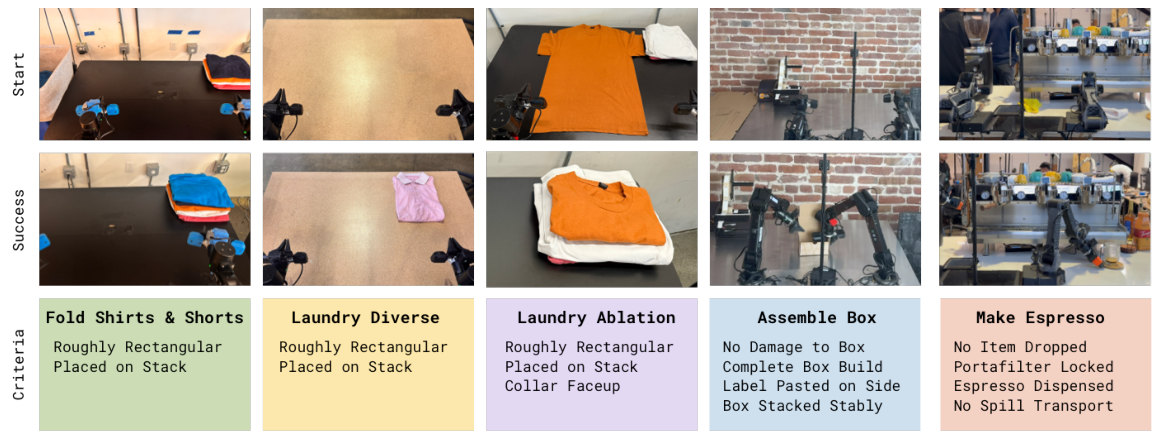 Start
Success
Criteria
Fold Shirts & Shorts
Roughly Rectangular
Placed on Stack
Laundry Diverse
Roughly Rectangular
Placed on Stack
Laundry Ablation
Roughly Rectangular
Placed on Stack
Collar Faceup
Assemble Box
No Damage to Box
Complete Box Build
Label Pasted on Side
Box Stacked Stably
Make Espresso
No Item Dropped
Portafilter Locked
Espresso Dispensed
No Spill Transport